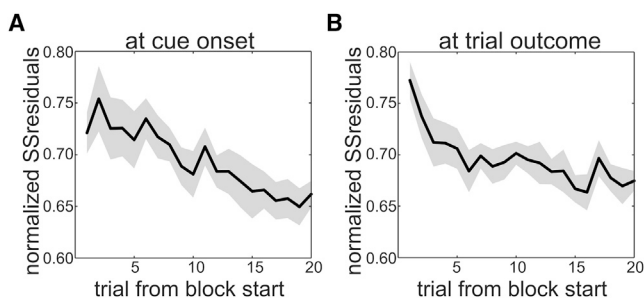 A
at cue onset
normalized SSresiduals
0.80
0.75
0.70
0.65
0.60
5
10
15
20
trial from block start
B
at trial outcome
normalized SSresiduals
0.80
0.75
0.70
0.65
0.60
5
10
15
20
trial from block start